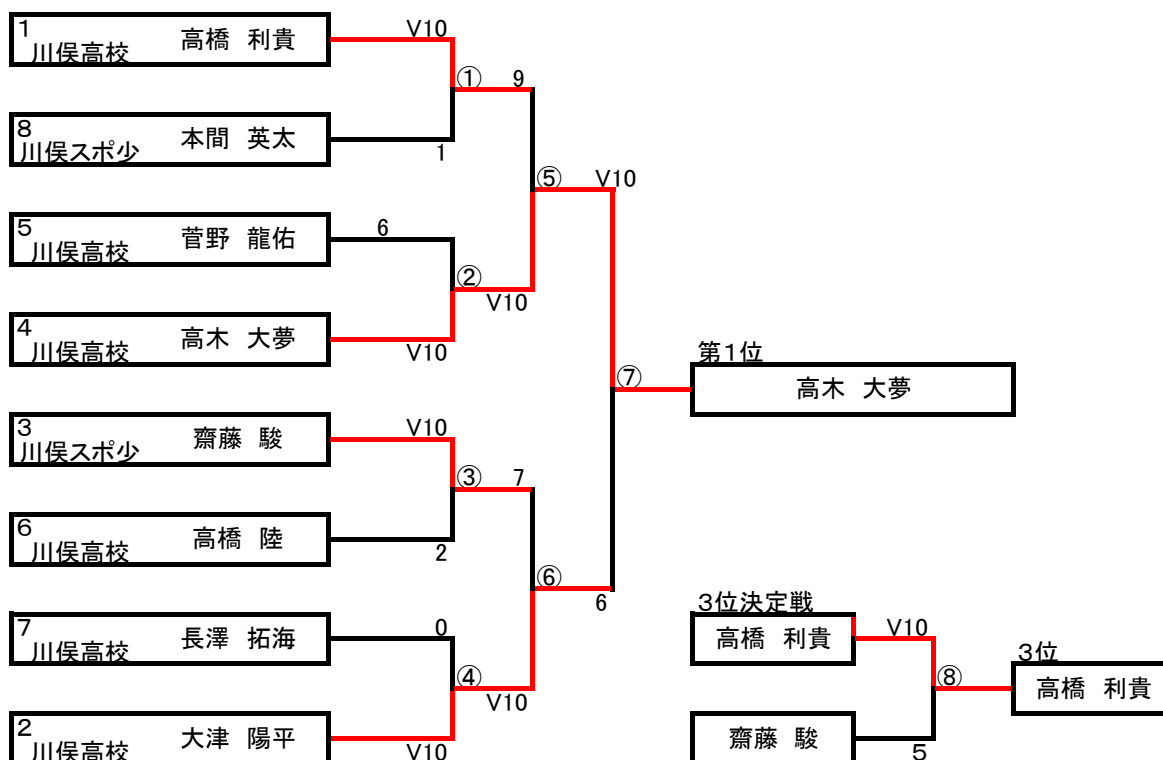 1
川俣高校 高橋 利貴
V10
① 9
8
川俣スポ少 本間 英太
1
⑤ V10
5
川俣高校 菅野 龍佑
6
② V10
4
川俣高校 高木 大夢
V10
⑦
第1位
高木 大夢
3
川俣スポ少 齋藤 駿
V10
③ 7
6
川俣高校 高橋 陸
2
⑥ 6
7
川俣高校 長澤 拓海
0
④ V10
2
川俣高校 大津 陽平
V10
3位決定戦
高橋 利貴
V10
⑧
3位
高橋 利貴
齋藤 駿
5